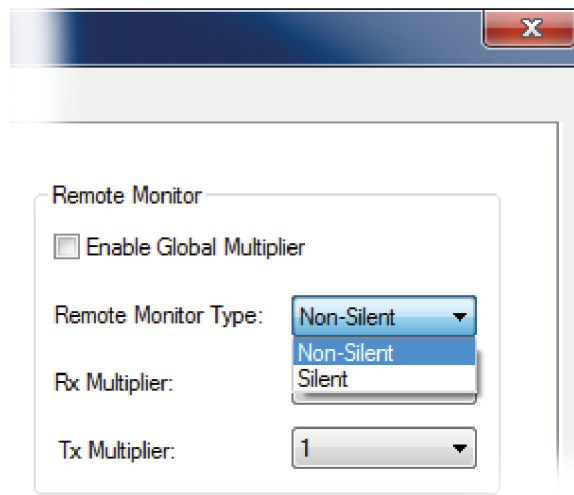 Remote Monitor
Enable Global Multiplier
Remote Monitor Type: Non-Silent
Non-Silent
Silent
Rx Multiplier:
Tx Multiplier: 1